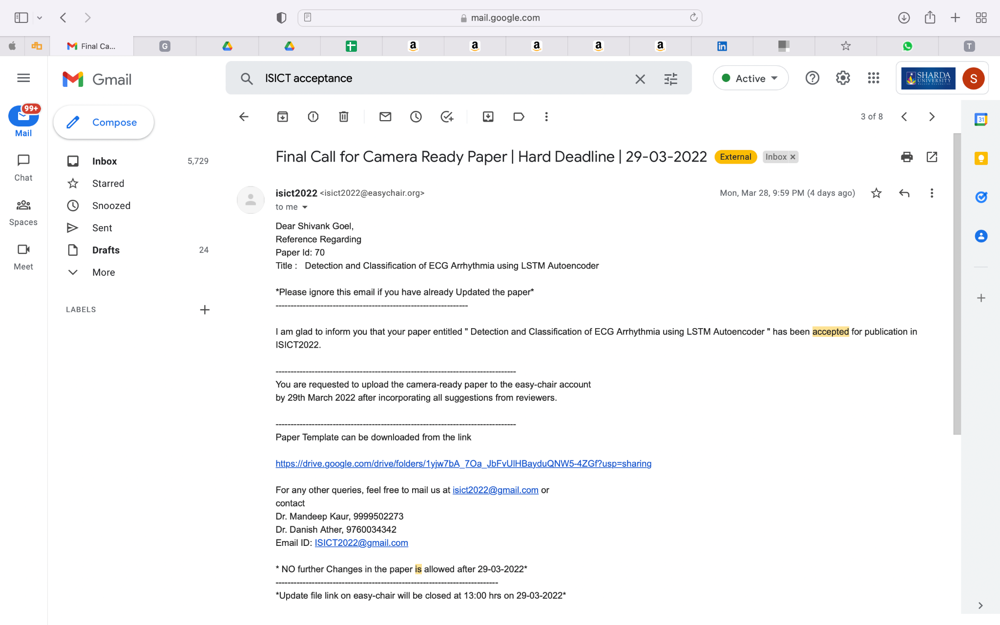 mail.google.com
Final Ca...
G
a
a
a
a
a
in
T
Gmail
ISICT acceptance
Active
SHARDA
UNIVERSITY
S
99+
Mail
Compose
3 of 8
31
Chat
Spaces
Meet
Inbox 5,729
Starred
Snoozed
Sent
Drafts 24
More
LABELS
Final Call for Camera Ready Paper | Hard Deadline | 29-03-2022 External Inbox ×
isict2022 <isict2022@easychair.org> Mon, Mar 28, 9:59 PM (4 days ago)
to me
Dear Shivank Goel,
Reference Regarding
Paper Id: 70
Title : Detection and Classification of ECG Arrhythmia using LSTM Autoencoder
*Please ignore this email if you have already Updated the paper*
----------------------------------------------------------------
I am glad to inform you that your paper entitled " Detection and Classification of ECG Arrhythmia using LSTM Autoencoder " has been accepted for publication in
ISICT2022.
--------------------------------------------------------------------------------
You are requested to upload the camera-ready paper to the easy-chair account
by 29th March 2022 after incorporating all suggestions from reviewers.
--------------------------------------------------------------------------------
Paper Template can be downloaded from the link
https://drive.google.com/drive/folders/1yjw7bA_7Oa_JbFvUlHBayduQNW5-4ZGf?usp=sharing
For any other queries, feel free to mail us at isict2022@gmail.com or
contact
Dr. Mandeep Kaur, 9999502273
Dr. Danish Ather, 9760034342
Email ID: ISICT2022@gmail.com
* NO further Changes in the paper is allowed after 29-03-2022*
--------------------------------------------------------------------------
*Update file link on easy-chair will be closed at 13:00 hrs on 29-03-2022*